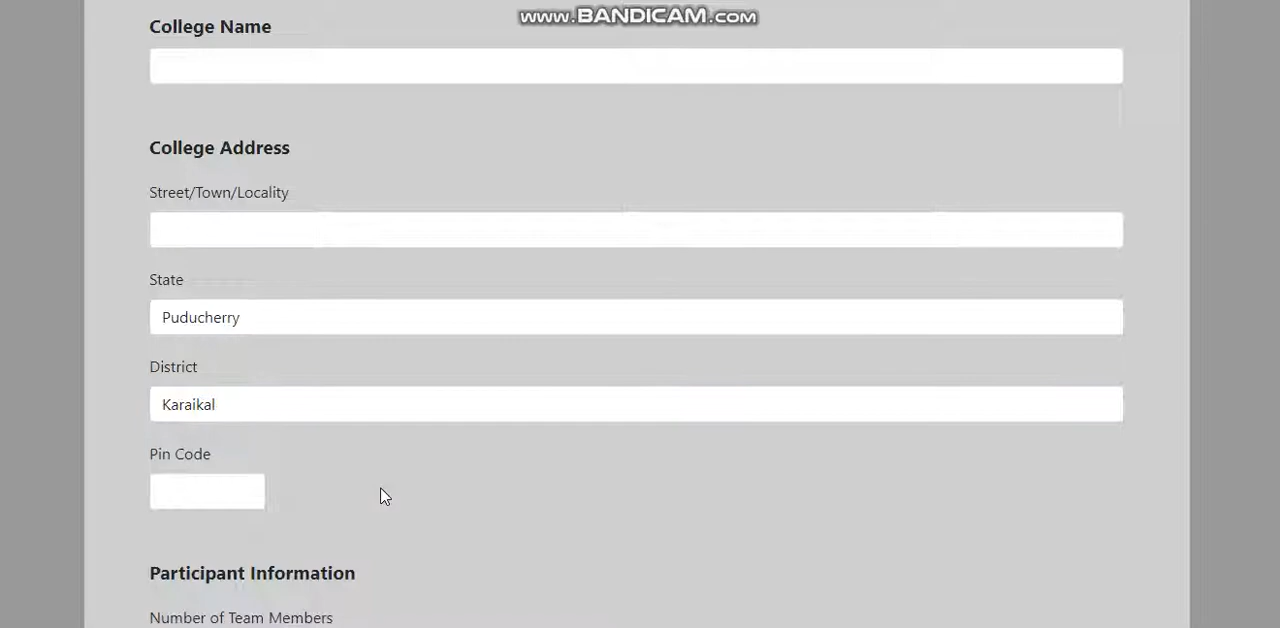 www.BANDICAM.com
College Name
College Address
Street/Town/Locality
State
Puducherry
District
Karaikal
Pin Code
Participant Information
Number of Team Members